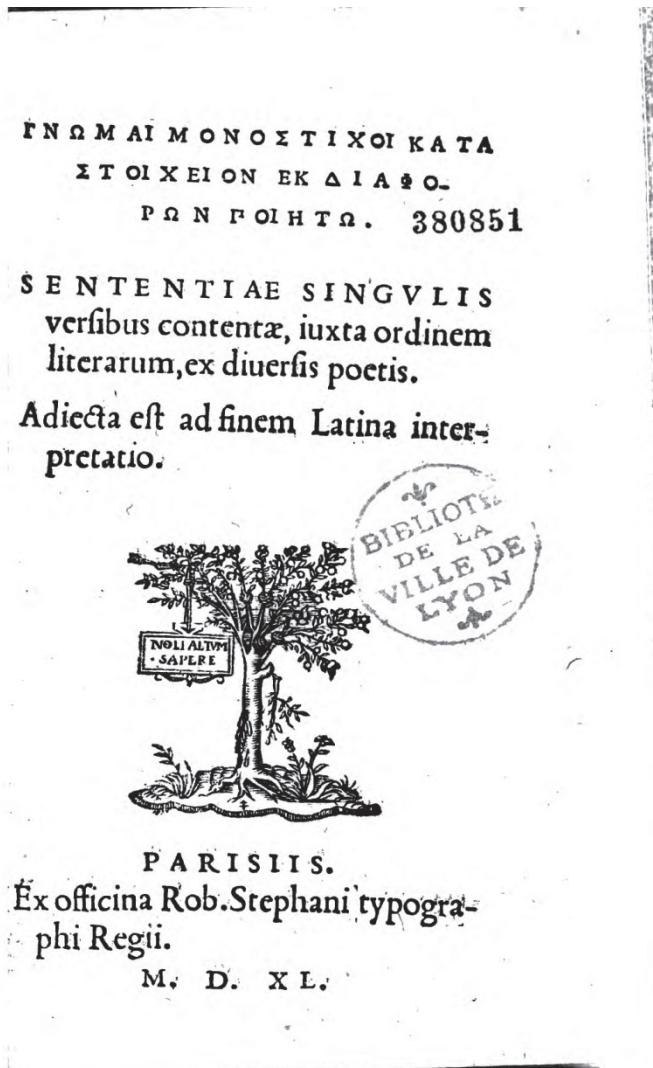 ΓΝΩΜΑΙ ΜΟΝΟΣΤΙΧΟΙ ΚΑΤΑ
ΣΤΟΙΧΕΙΟΝ ΕΚ ΔΙΑΦΟ-
ΡΩΝ ΠΟΙΗΤΩ. 380851
SENTENTIAE SINGVLIS
versibus contentæ, iuxta ordinem
literarum, ex diuersis poetis.
Adiecta est ad finem Latina inter-
pretatio.
BIBLIOTH
DE LA
VILLE DE
LYON
NOLI ALTVM
SAPERE
PARISIIS.
Ex officina Rob. Stephani typogra-
phi Regii.
M. D. XL.